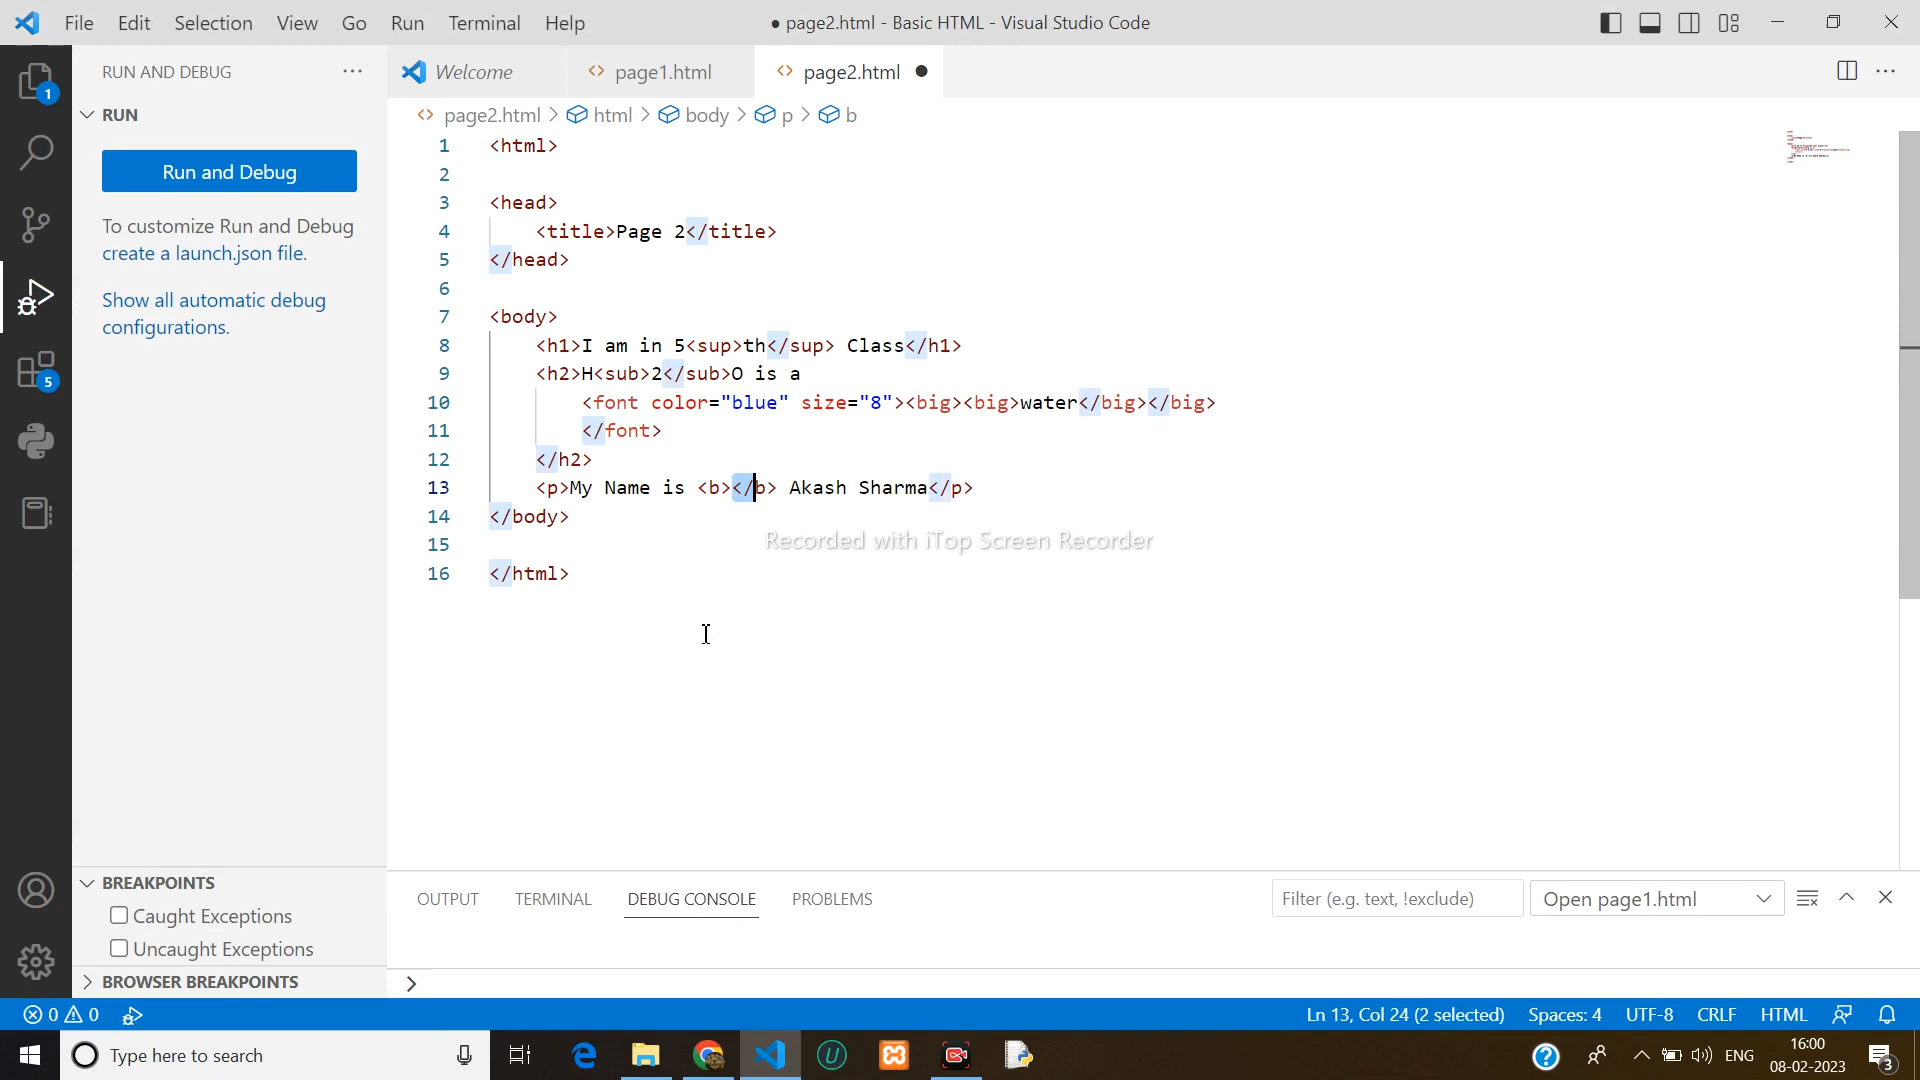 File Edit Selection View Go Run Terminal Help
● page2.html - Basic HTML - Visual Studio Code
RUN AND DEBUG
RUN
Run and Debug
To customize Run and Debug
create a launch.json file.
Show all automatic debug
configurations.
Welcome
page1.html
page2.html
page2.html > html > body > p > b
1 <html>
2
3 <head>
4 <title>Page 2</title>
5 </head>
6
7 <body>
8 <h1>I am in 5<sup>th</sup> Class</h1>
9 <h2>H<sub>2</sub>O is a
10 <font color="blue" size="8"><big><big>water</big></big>
11 </font>
12 </h2>
13 <p>My Name is <b></b> Akash Sharma</p>
14 </body>
15
16 </html>
Recorded with iTop Screen Recorder
1
5
BREAKPOINTS
Caught Exceptions
Uncaught Exceptions
BROWSER BREAKPOINTS
OUTPUT TERMINAL DEBUG CONSOLE PROBLEMS
Filter (e.g. text, !exclude)
Open page1.html
0 0
Ln 13, Col 24 (2 selected) Spaces: 4 UTF-8 CRLF HTML
Type here to search
ENG
16:00
08-02-2023
3